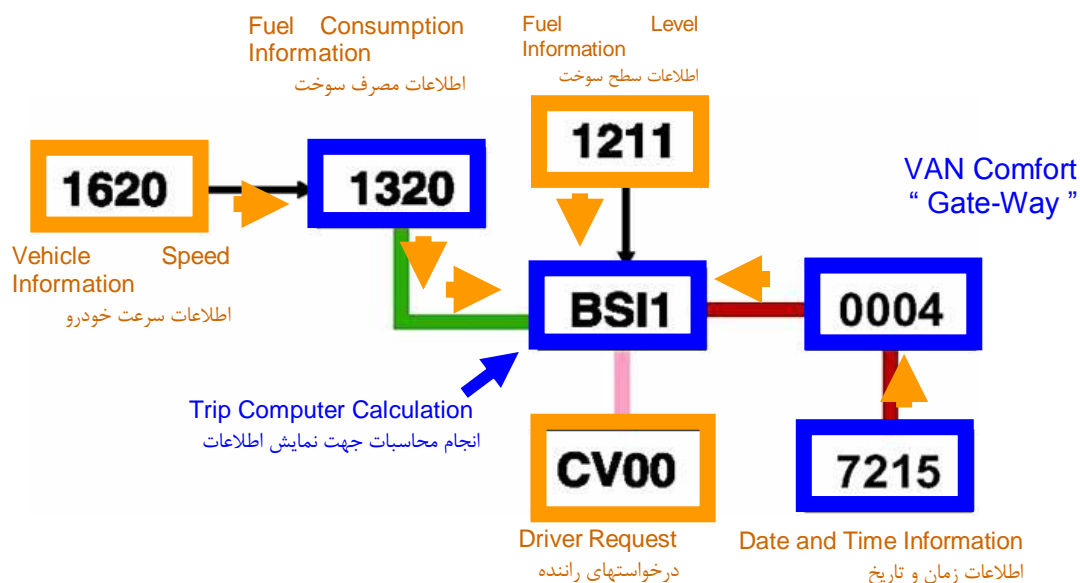 Fuel Consumption
Information
اطلاعات مصرف سوخت
Fuel Level
Information
اطلاعات سطح سوخت
1620
1320
1211
VAN Comfort
“ Gate-Way ”
Vehicle Speed
Information
اطلاعات سرعت خودرو
BSI1
0004
Trip Computer Calculation
انجام محاسبات جهت نمایش اطلاعات
CV00
7215
Driver Request
درخواستهای راننده
Date and Time Information
اطلاعات زمان و تاریخ